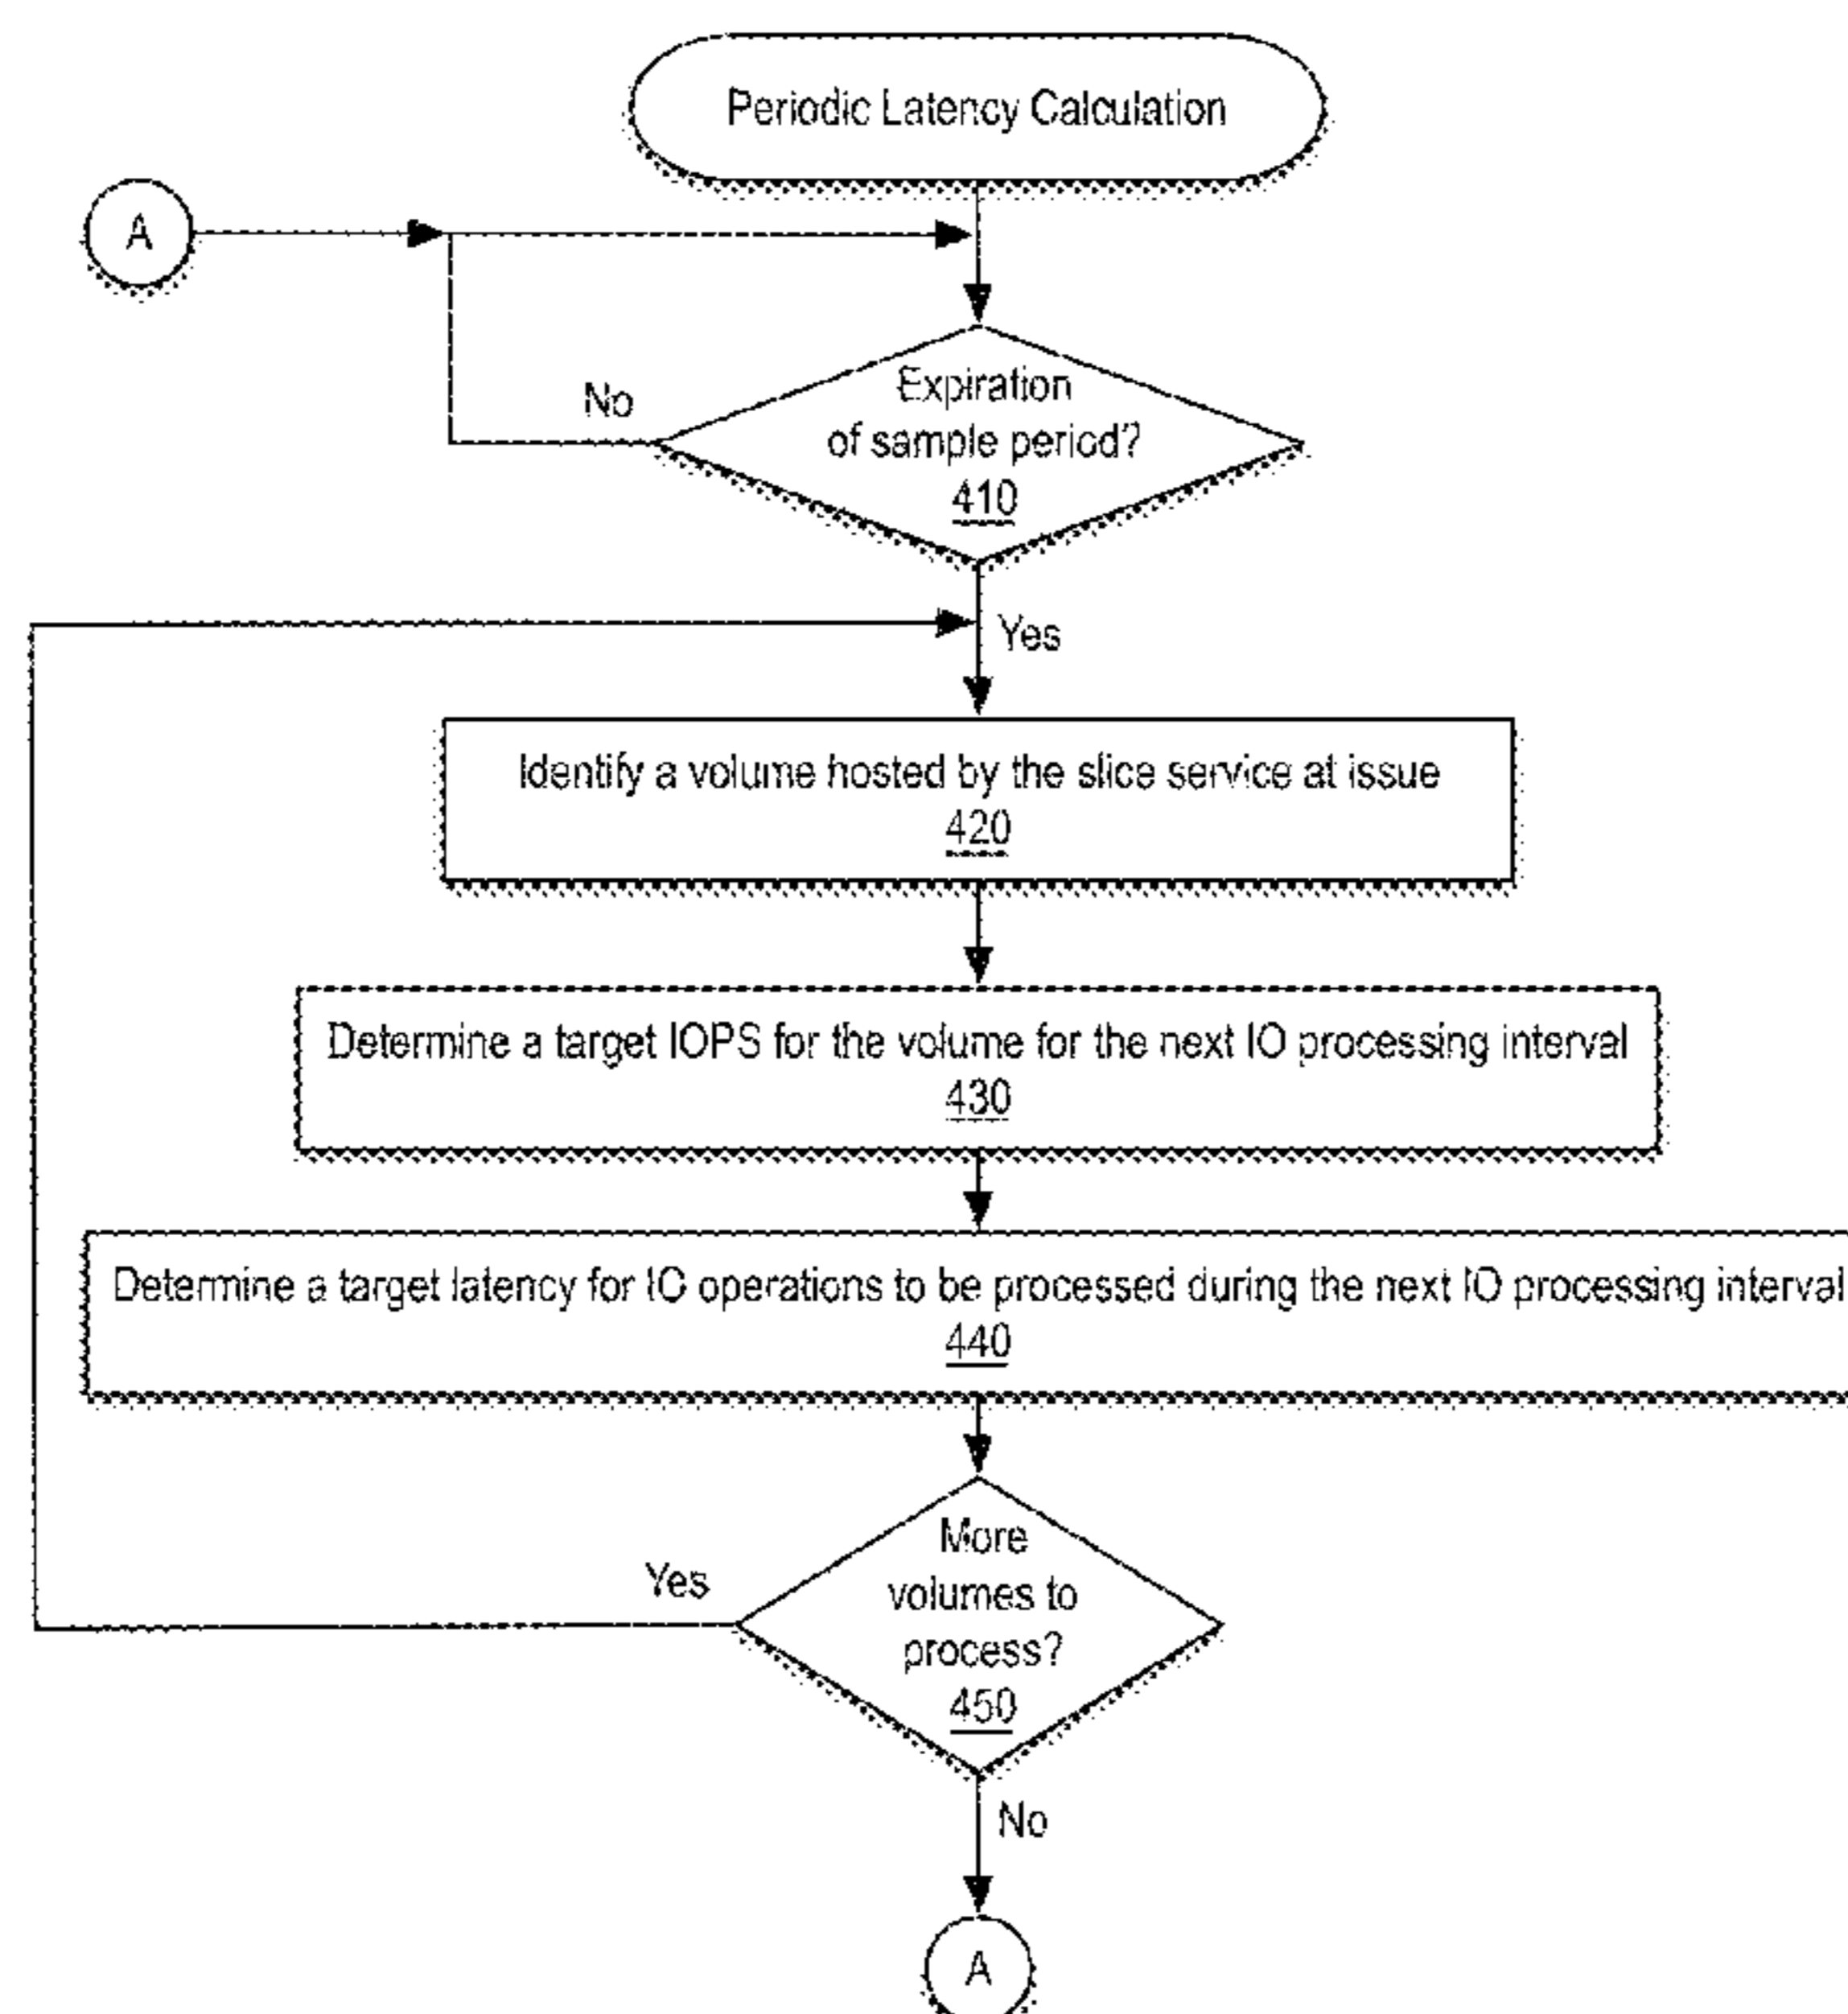 Periodic Latency Calculation
A
Expiration
of sample period?
410
No
Yes
Identify a volume hosted by the slice service at issue
420
Determine a target IOPS for the volume for the next IO processing interval
430
Determine a target latency for IO operations to be processed during the next IO processing interval
440
More
volumes to
process?
450
Yes
No
A